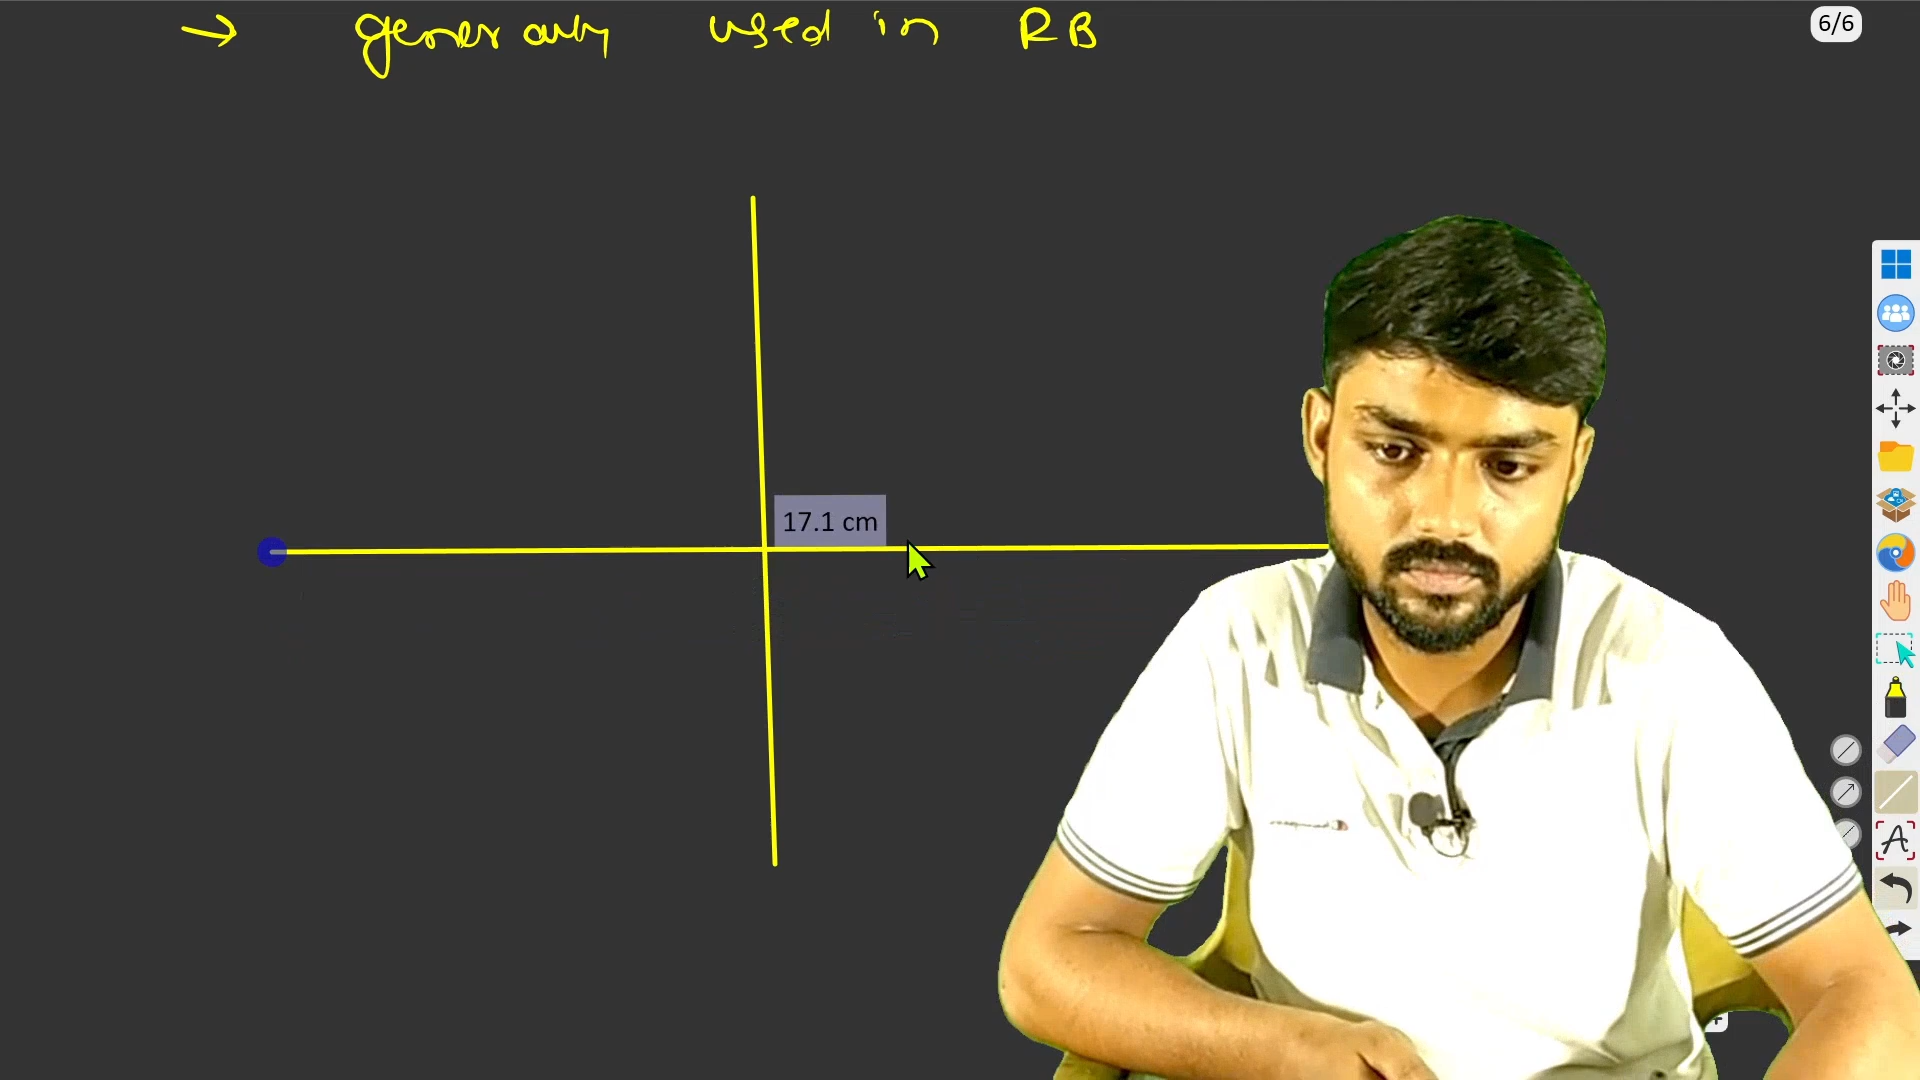 → generally used in RB
6/6
17.1 cm